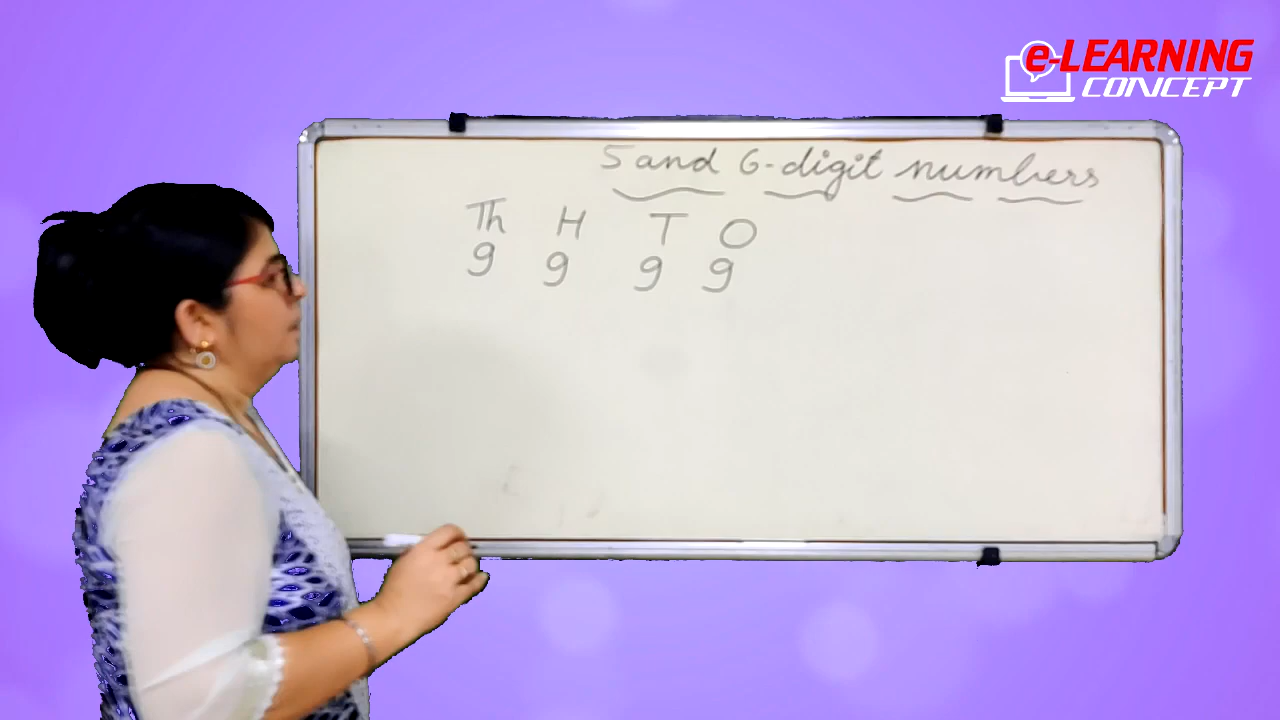 e-LEARNING
CONCEPT
5 and 6-digit numbers
Th H T O
9 9 9 9